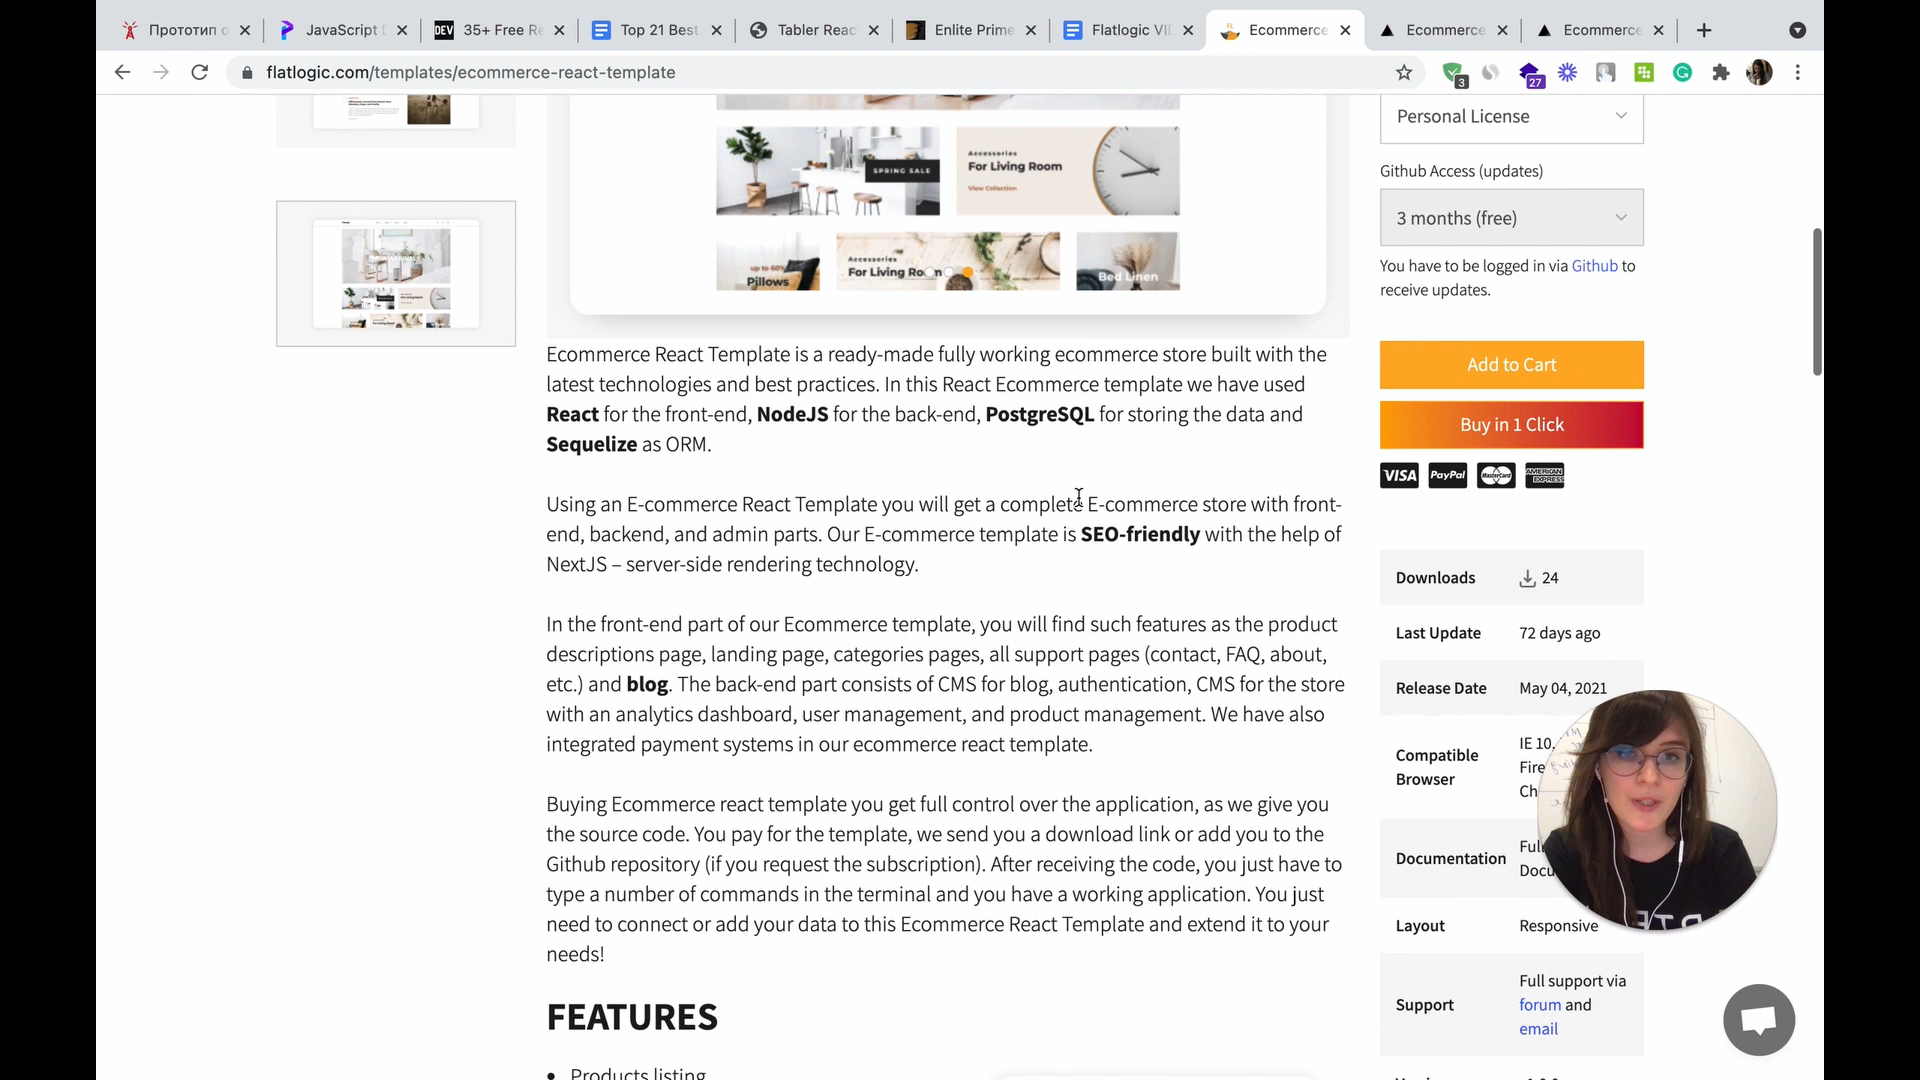 Прототип о
JavaScript D
DEV
35+ Free Re
Top 21 Best
Tabler Reac
Enlite Prime
Flatlogic VID
Ecommerc
Ecommerce
Ecommerce
flatlogic.com/templates/ecommerce-react-template
3
27
SPRING SALE
Accessories
For Living Room
View Collection
up to 60%
Pillows
Accessories
For Living Room
Bed Linen
Personal License
Github Access (updates)
3 months (free)
You have to be logged in via Github to
receive updates.
Add to Cart
Buy in 1 Click
VISA
PayPal
MasterCard
AMERICAN EXPRESS
Ecommerce React Template is a ready-made fully working ecommerce store built with the
latest technologies and best practices. In this React Ecommerce template we have used
React for the front-end, NodeJS for the back-end, PostgreSQL for storing the data and
Sequelize as ORM.
Using an E-commerce React Template you will get a complete E-commerce store with front-
end, backend, and admin parts. Our E-commerce template is SEO-friendly with the help of
NextJS – server-side rendering technology.
In the front-end part of our Ecommerce template, you will find such features as the product
descriptions page, landing page, categories pages, all support pages (contact, FAQ, about,
etc.) and blog. The back-end part consists of CMS for blog, authentication, CMS for the store
with an analytics dashboard, user management, and product management. We have also
integrated payment systems in our ecommerce react template.
Buying Ecommerce react template you get full control over the application, as we give you
the source code. You pay for the template, we send you a download link or add you to the
Github repository (if you request the subscription). After receiving the code, you just have to
type a number of commands in the terminal and you have a working application. You just
need to connect or add your data to this Ecommerce React Template and extend it to your
needs!
FEATURES
Products listing
Downloads 24
Last Update 72 days ago
Release Date May 04, 2021
Compatible
Browser
IE 10,
Fire
Ch
Documentation
Full
Docu
Layout Responsive
Support
Full support via
forum and
email